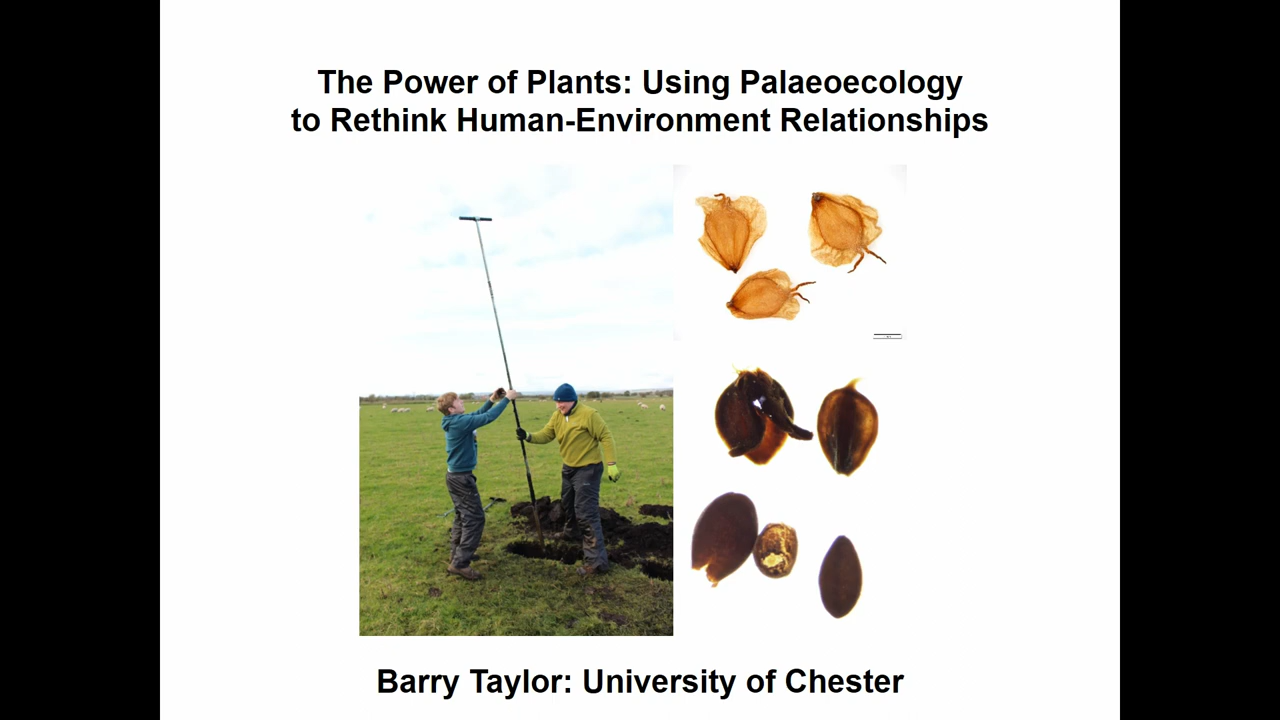 The Power of Plants: Using Palaeoecology
to Rethink Human-Environment Relationships
Barry Taylor: University of Chester